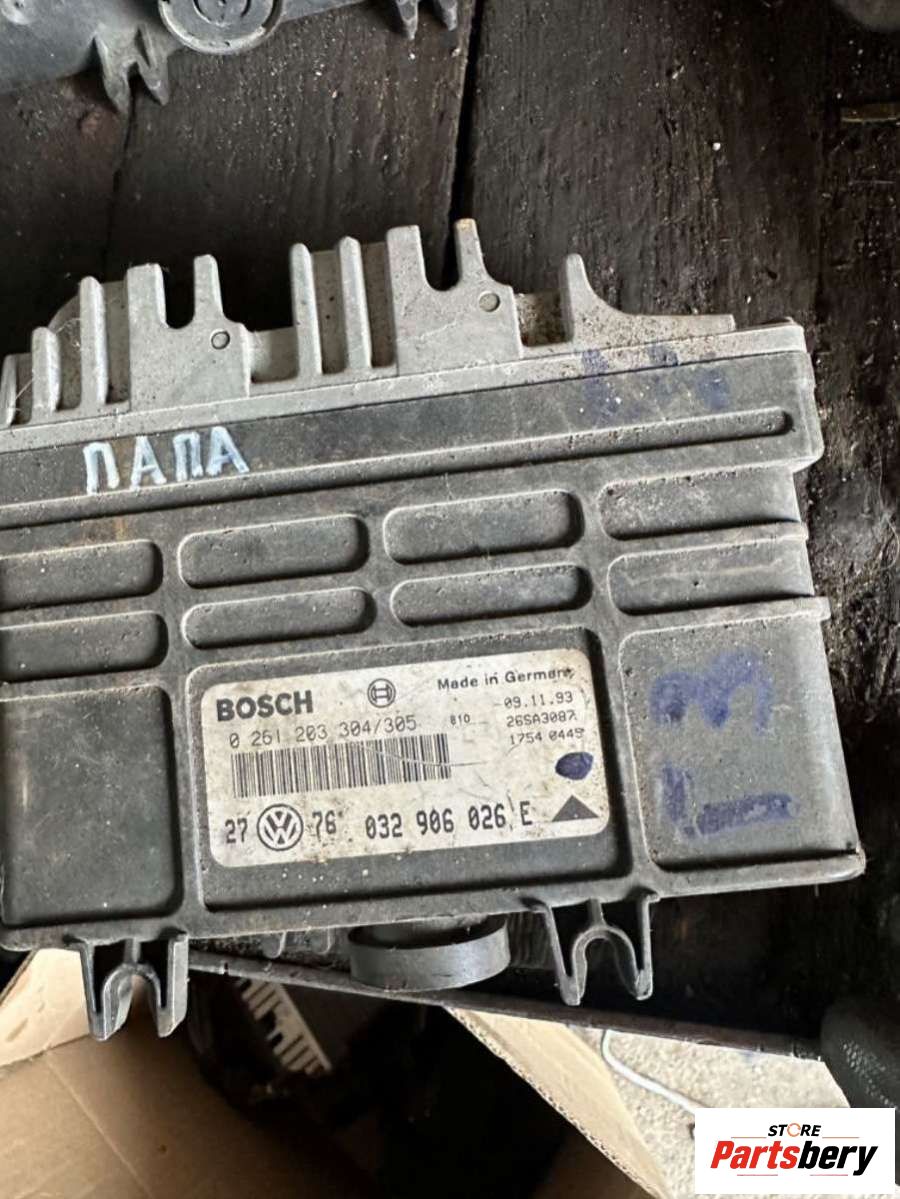 ПАПА
BOSCH
Made in Germany
0 261 203 304/305
810
09.11.93
26SA3087
1754 0449
27 76 032 906 026 E
STORE
Partsbery